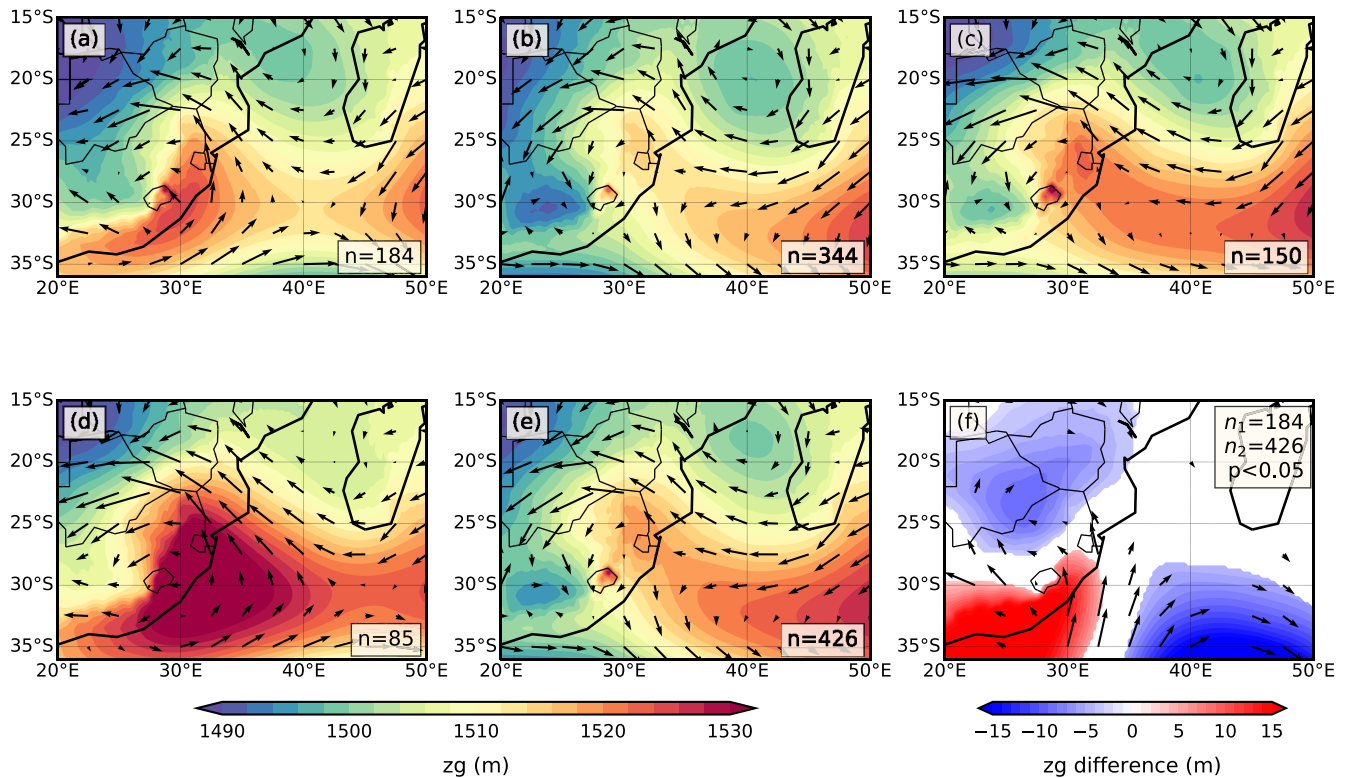 (a) (b) (c)
15°S 15°S 15°S
20°S 20°S 20°S
25°S 25°S 25°S
30°S 30°S 30°S
35°S 35°S 35°S
n=184 n=344 n=150
20°E 30°E 40°E 50°E 20°E 30°E 40°E 50°E 20°E 30°E 40°E 50°E
(d) (e) (f)
15°S 15°S 15°S
n₁=184
n₂=426
p<0.05
20°S 20°S 20°S
25°S 25°S 25°S
30°S 30°S 30°S
35°S 35°S 35°S
n=85 n=426
20°E 30°E 40°E 50°E 20°E 30°E 40°E 50°E 20°E 30°E 40°E 50°E
1490 1500 1510 1520 1530
zg (m)
−15 −10 −5 0 5 10 15
zg difference (m)